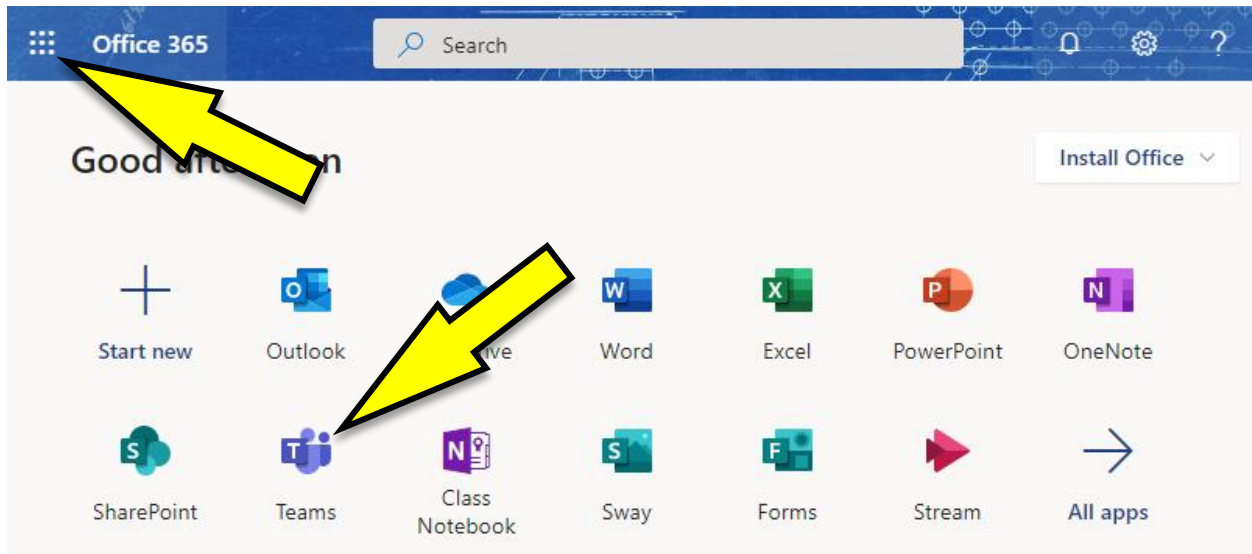 Office 365
Search
?
Good
Install Office
Start new
Outlook
Word
Excel
PowerPoint
OneNote
SharePoint
Teams
Class
Notebook
Sway
Forms
Stream
All apps